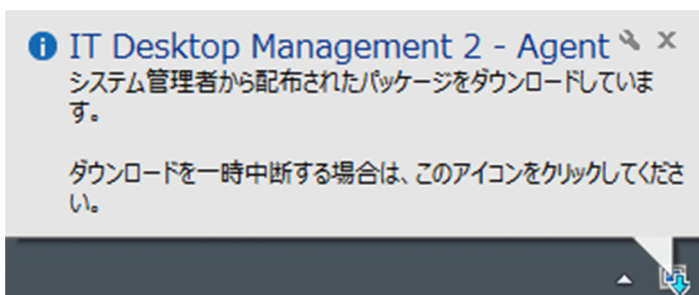 IT Desktop Management 2 - Agent
システム管理者から配布されたパッケージをダウンロードしていま
す。
ダウンロードを一時中断する場合は、このアイコンをクリックしてくださ
い。